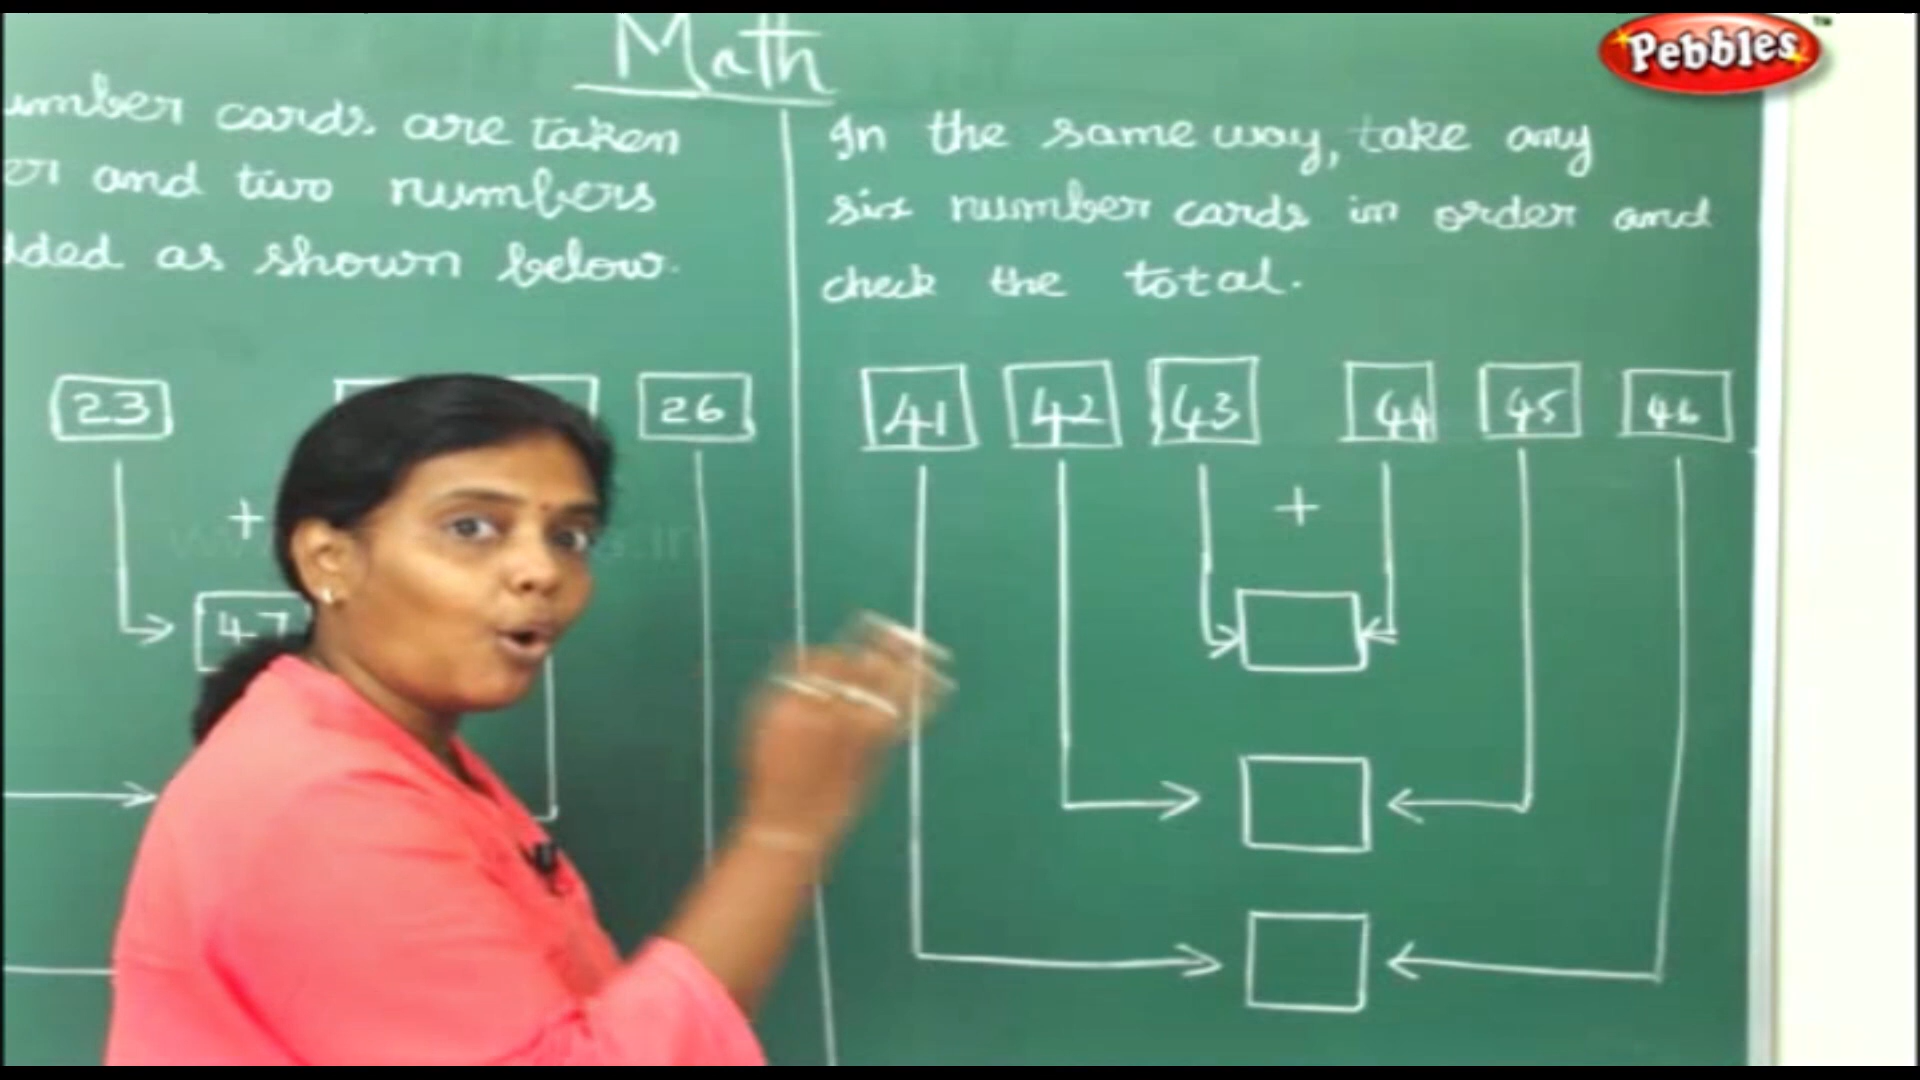 Math
Pebbles™
umber cards are taken
er and two numbers
dded as shown below.
23
26
+
47
In the same way, take any
six number cards in order and
check the total.
41 42 43 44 45 46
+